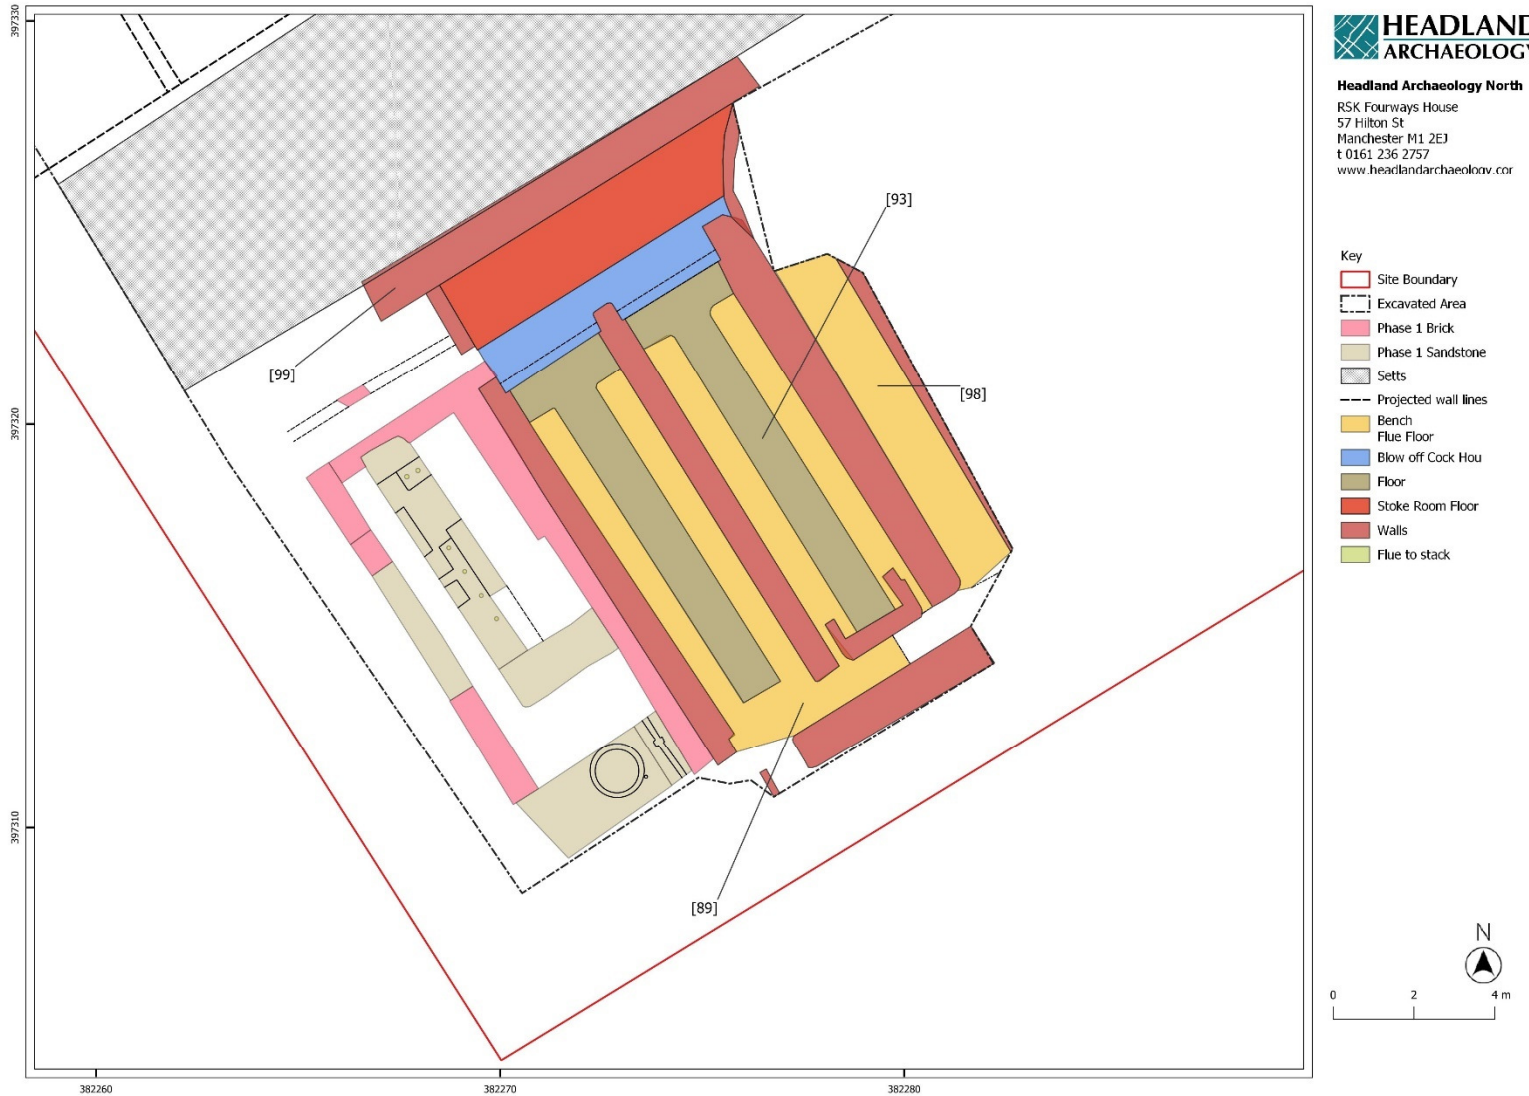 HEADLAND
ARCHAEOLOGY
Headland Archaeology North
RSK Fourways House
57 Hilton St
Manchester M1 2EJ
t 0161 236 2757
www.headlandarchaeology.cor
Key
Site Boundary
Excavated Area
Phase 1 Brick
Phase 1 Sandstone
Setts
Projected wall lines
Bench
Flue Floor
Blow off Cock Hou
Floor
Stoke Room Floor
Walls
Flue to stack
N
0 2 4 m
[93]
[99]
[98]
[89]
397330
397320
397310
382260 382270 382280